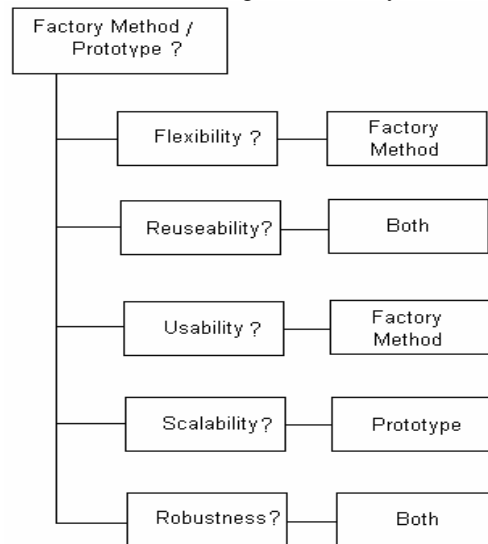 Factory Method /
Prototype ?
Flexibility ?
Factory
Method
Reuseability?
Both
Usability ?
Factory
Method
Scalability?
Prototype
Robustness?
Both